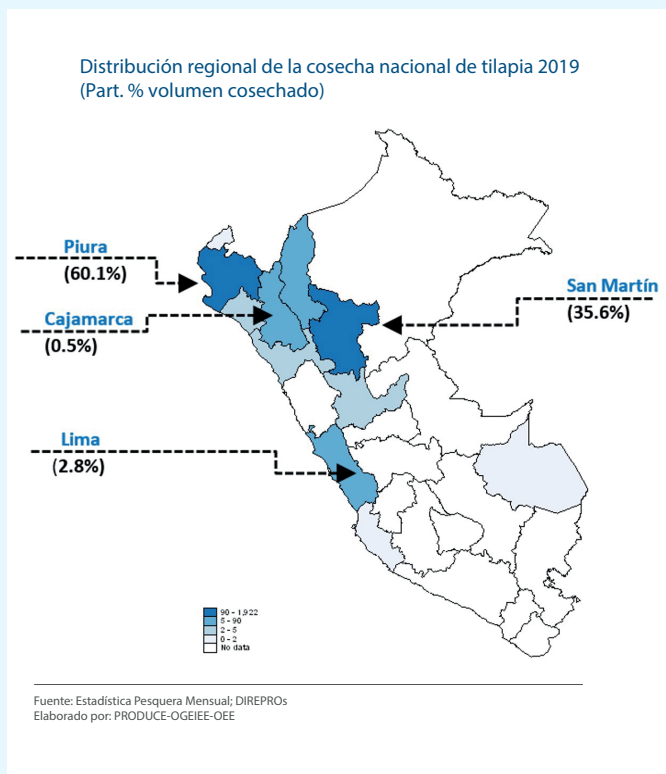 Distribución regional de la cosecha nacional de tilapia 2019
(Part. % volumen cosechado)
Piura
(60.1%)
San Martín
(35.6%)
Cajamarca
(0.5%)
Lima
(2.8%)
90 - 1,922
5 - 90
2 - 5
0 - 2
No data
Fuente: Estadística Pesquera Mensual; DIREPROs
Elaborado por: PRODUCE-OGEIEE-OEE